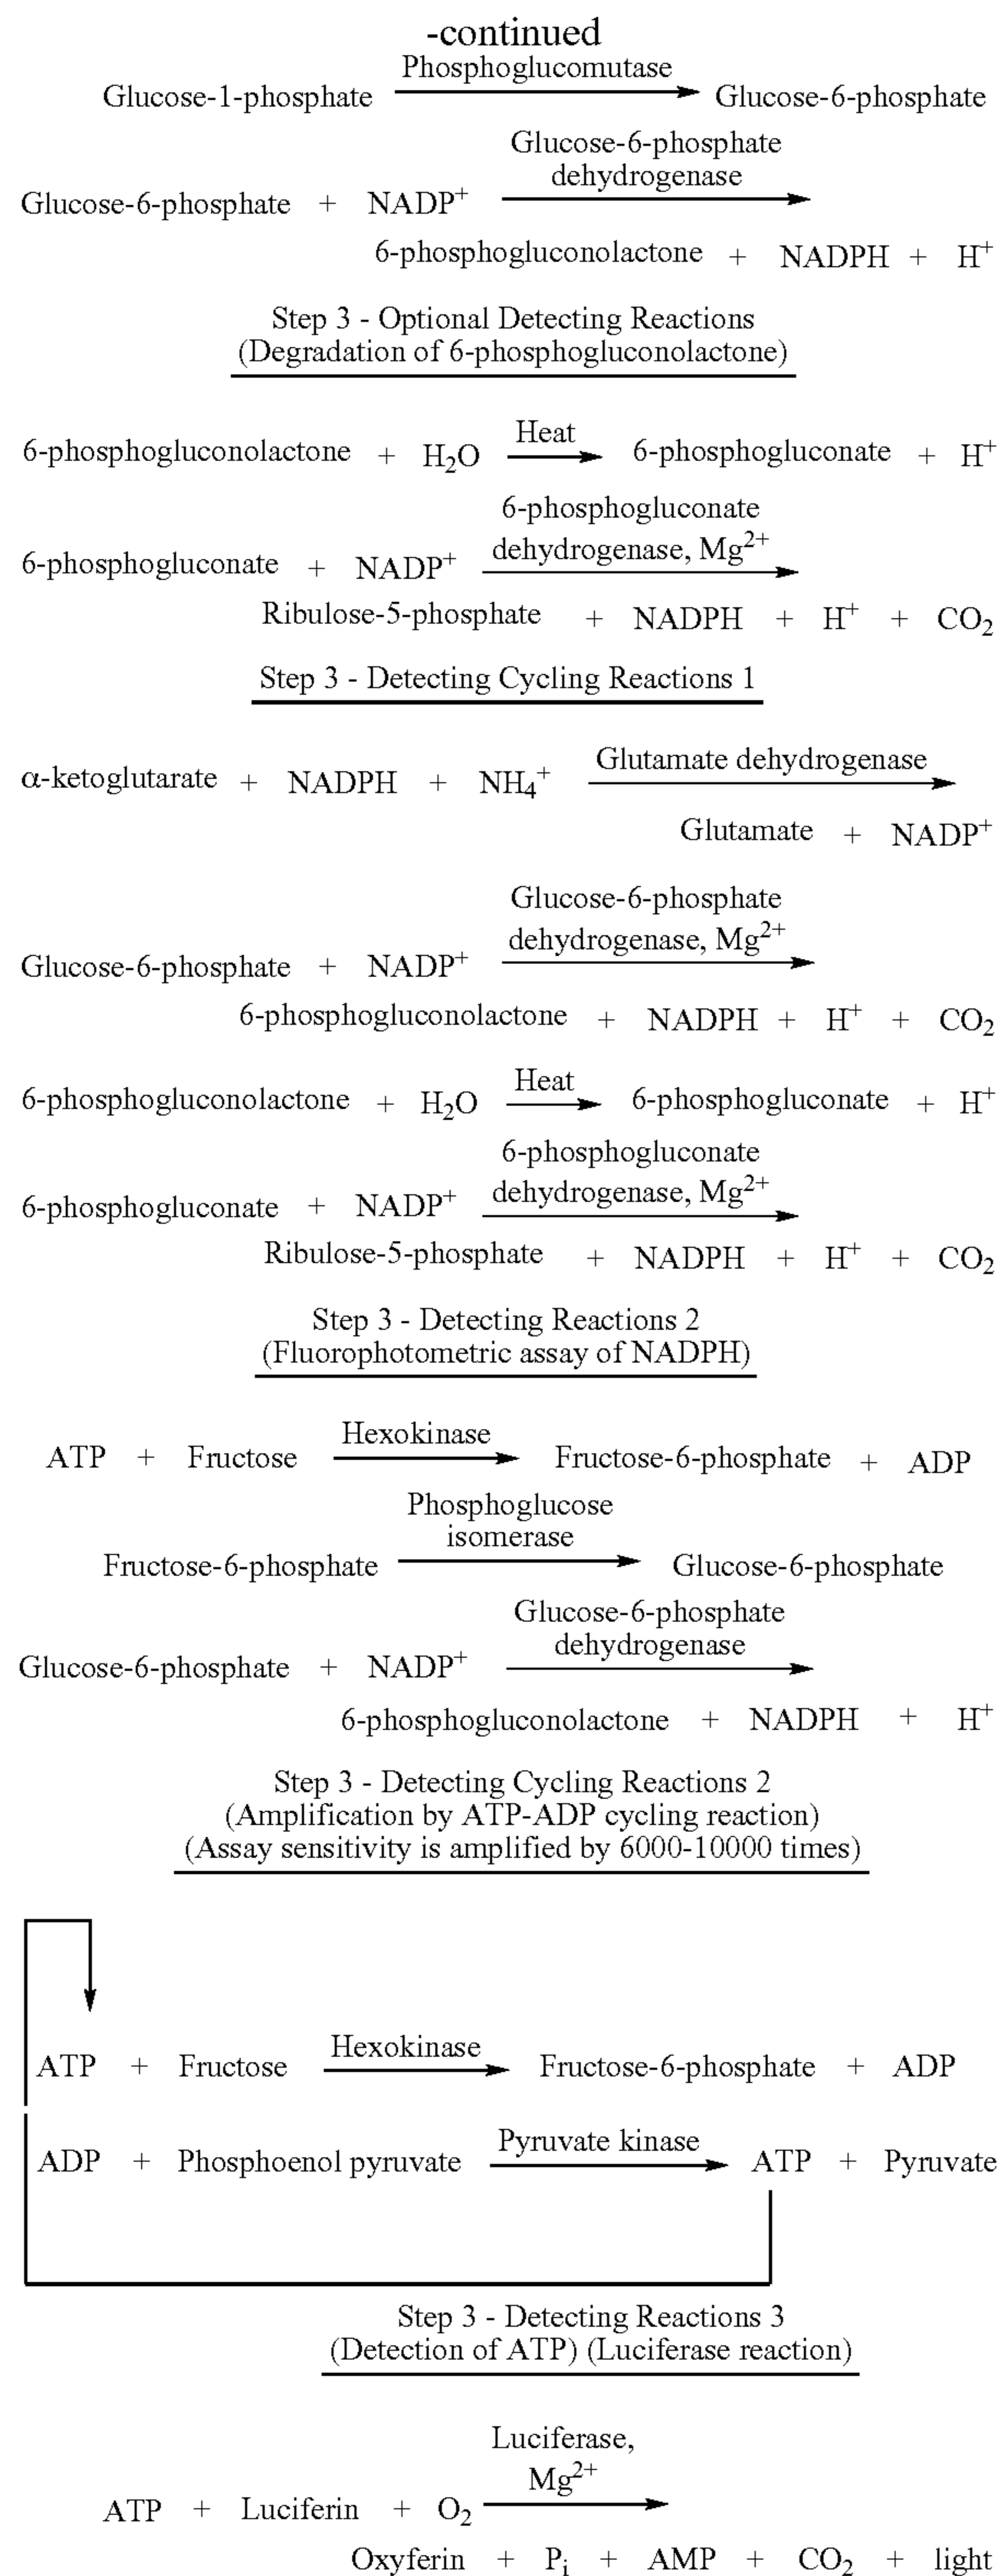 -continued
Phosphoglucomutase
Glucose-1-phosphate Glucose-6-phosphate
Glucose-6-phosphate
dehydrogenase
Glucose-6-phosphate + NADP⁺
6-phosphogluconolactone + NADPH + H⁺
Step 3 - Optional Detecting Reactions
(Degradation of 6-phosphogluconolactone)
Heat
6-phosphogluconolactone + H₂O 6-phosphogluconate + H⁺
6-phosphogluconate
dehydrogenase, Mg²⁺
6-phosphogluconate + NADP⁺
Ribulose-5-phosphate + NADPH + H⁺ + CO₂
Step 3 - Detecting Cycling Reactions 1
Glutamate dehydrogenase
α-ketoglutarate + NADPH + NH₄⁺
Glutamate + NADP⁺
Glucose-6-phosphate
dehydrogenase, Mg²⁺
Glucose-6-phosphate + NADP⁺
6-phosphogluconolactone + NADPH + H⁺ + CO₂
Heat
6-phosphogluconolactone + H₂O 6-phosphogluconate + H⁺
6-phosphogluconate
dehydrogenase, Mg²⁺
6-phosphogluconate + NADP⁺
Ribulose-5-phosphate + NADPH + H⁺ + CO₂
Step 3 - Detecting Reactions 2
(Fluorophotometric assay of NADPH)
Hexokinase
ATP + Fructose Fructose-6-phosphate + ADP
Phosphoglucose
isomerase
Fructose-6-phosphate Glucose-6-phosphate
Glucose-6-phosphate
dehydrogenase
Glucose-6-phosphate + NADP⁺
6-phosphogluconolactone + NADPH + H⁺
Step 3 - Detecting Cycling Reactions 2
(Amplification by ATP-ADP cycling reaction)
(Assay sensitivity is amplified by 6000-10000 times)
Hexokinase
ATP + Fructose Fructose-6-phosphate + ADP
Pyruvate kinase
ADP + Phosphoenol pyruvate ATP + Pyruvate
Step 3 - Detecting Reactions 3
(Detection of ATP) (Luciferase reaction)
Luciferase,
Mg²⁺
ATP + Luciferin + O₂
Oxyferin + Pᵢ + AMP + CO₂ + light